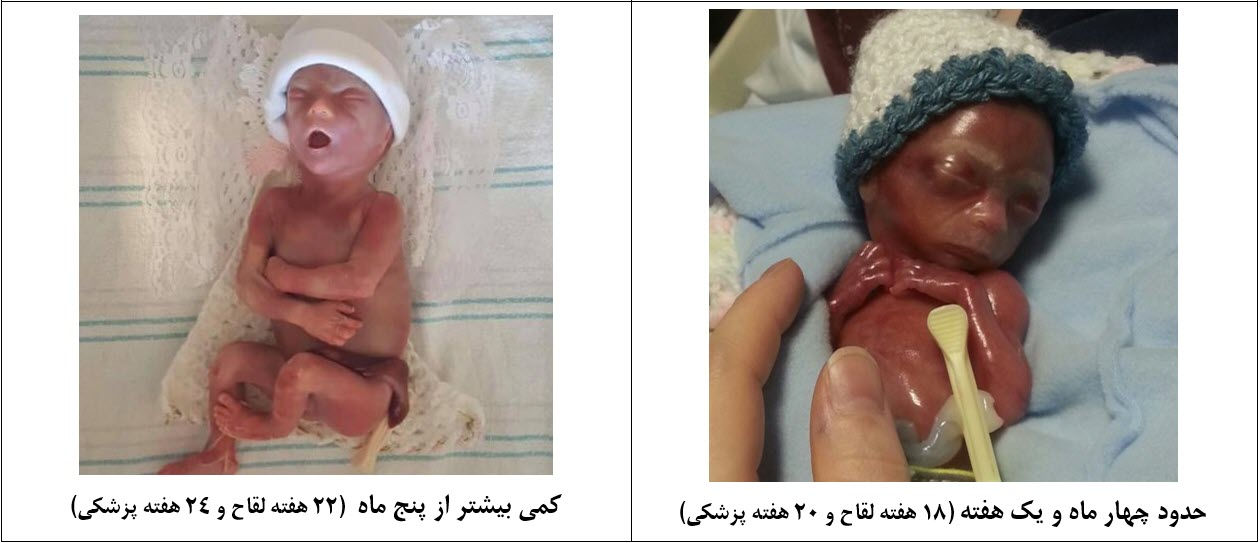 حدود چهار ماه و یک هفته (۱۸ هفته لقاح و ۲۰ هفته پزشکی)
کمی بیشتر از پنج ماه (۲۲ هفته لقاح و ۲٤ هفته پزشکی)